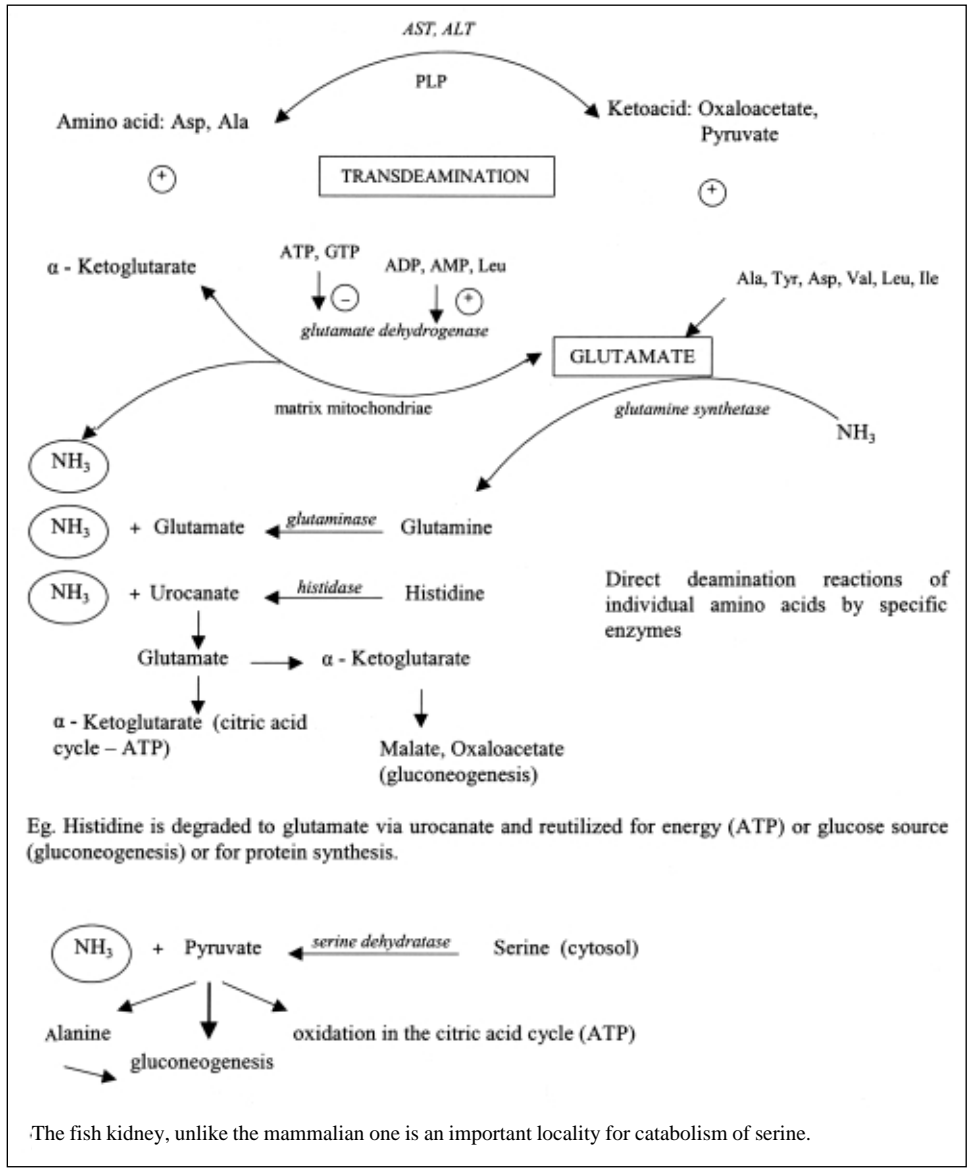 AST, ALT
PLP
Amino acid: Asp, Ala
Ketoacid: Oxaloacetate,
Pyruvate
+
TRANSDEAMINATION
+
α - Ketoglutarate
ATP, GTP
ADP, AMP, Leu
Ala, Tyr, Asp, Val, Leu, Ile
−
+
glutamate dehydrogenase
GLUTAMATE
matrix mitochondriae
glutamine synthetase
NH₃
NH₃
NH₃ + Glutamate glutaminase Glutamine
NH₃ + Urocanate histidase Histidine
Direct deamination reactions of
individual amino acids by specific
enzymes
Glutamate
α - Ketoglutarate
α - Ketoglutarate (citric acid
cycle – ATP)
Malate, Oxaloacetate
(gluconeogenesis)
Eg. Histidine is degraded to glutamate via urocanate and reutilized for energy (ATP) or glucose source
(gluconeogenesis) or for protein synthesis.
NH₃ + Pyruvate serine dehydratase Serine (cytosol)
Alanine
oxidation in the citric acid cycle (ATP)
gluconeogenesis
The fish kidney, unlike the mammalian one is an important locality for catabolism of serine.